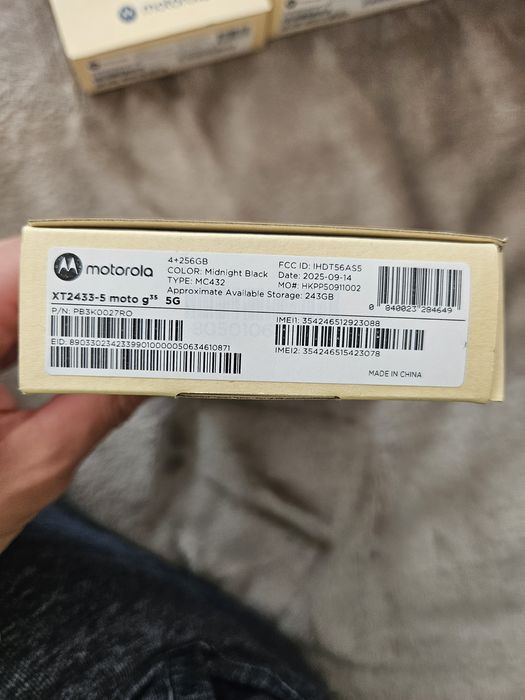 motorola
motorola
4+256GB
COLOR: Midnight Black
TYPE: MC432
Approximate Available Storage: 243GB
FCC ID: IHDT56AS5
Date: 2025-09-14
MO#: HKPP50911002
0 840023 284649
XT2433-5 moto g³⁵ 5G
P/N: PB3K0027RO
EID: 89033023423399010000050634610871
IMEI1: 354246512923088
IMEI2: 354246515423078
MADE IN CHINA